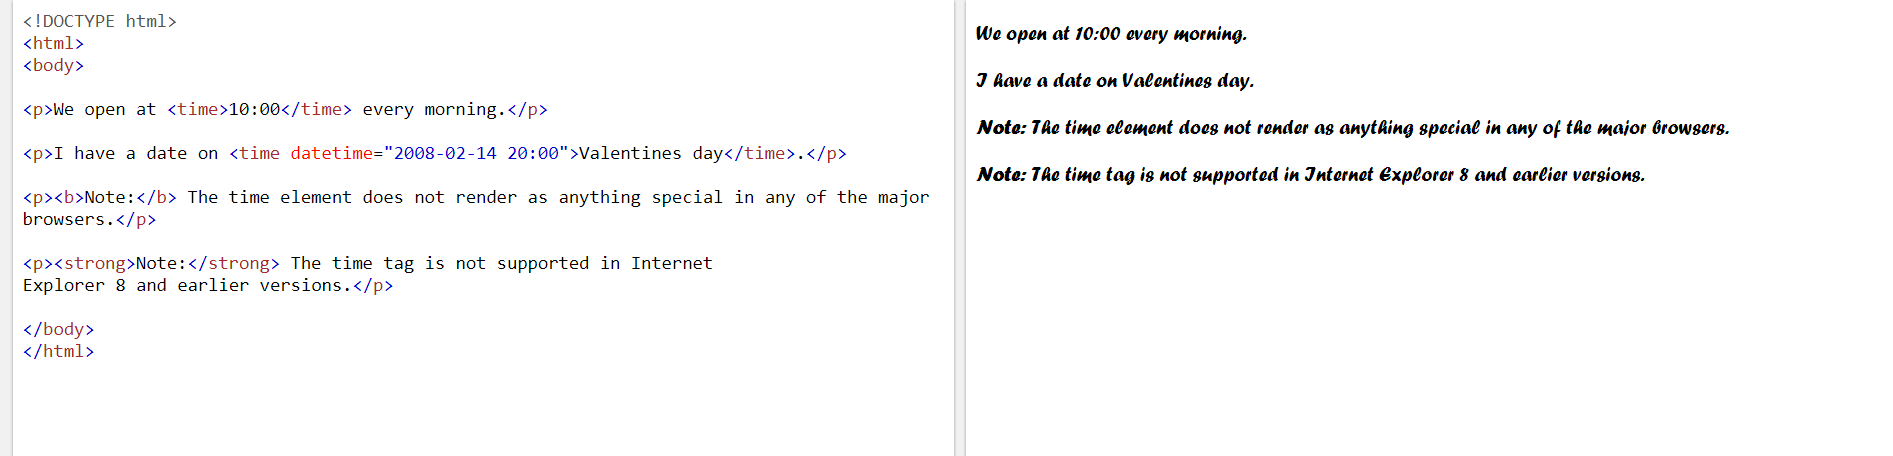 <!DOCTYPE html>
<html>
<body>
<p>We open at <time>10:00</time> every morning.</p>
<p>I have a date on <time datetime="2008-02-14 20:00">Valentines day</time>.</p>
<p><b>Note:</b> The time element does not render as anything special in any of the major
browsers.</p>
<p><strong>Note:</strong> The time tag is not supported in Internet
Explorer 8 and earlier versions.</p>
</body>
</html>
We open at 10:00 every morning.
I have a date on Valentines day.
Note: The time element does not render as anything special in any of the major browsers.
Note: The time tag is not supported in Internet Explorer 8 and earlier versions.